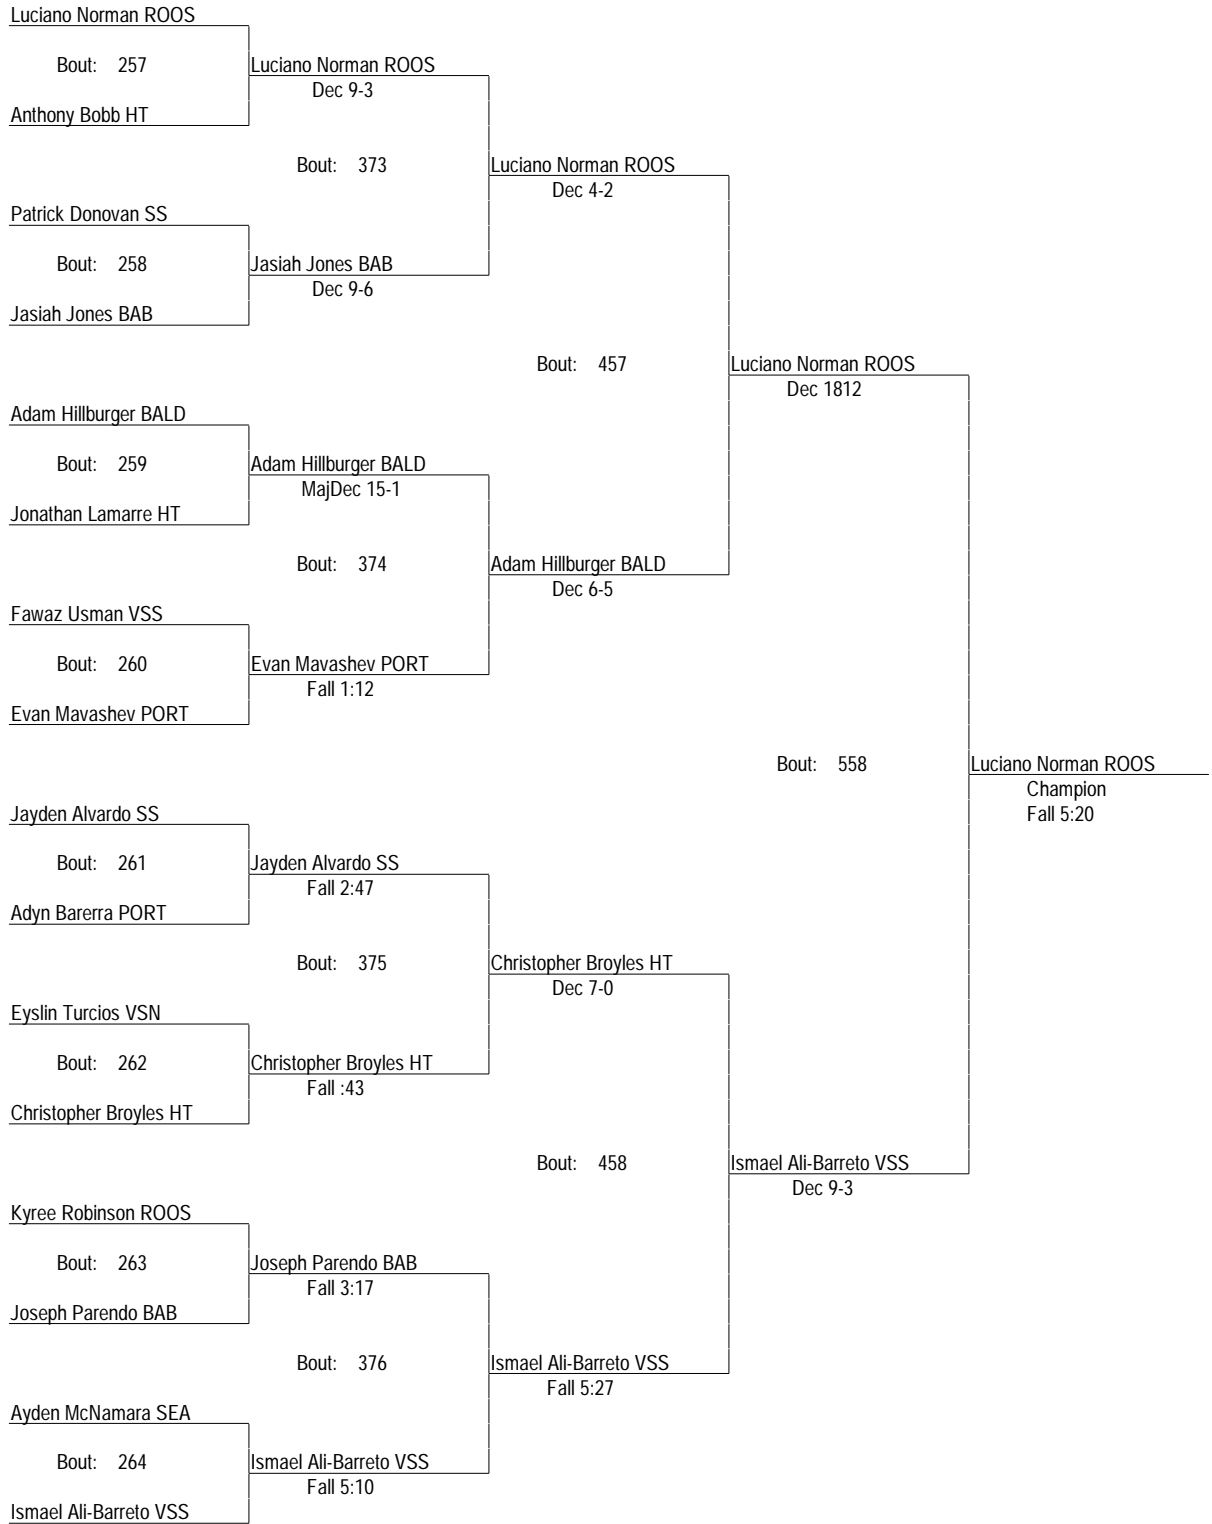 Luciano Norman ROOS
Bout: 257
Luciano Norman ROOS
Dec 9-3
Anthony Bobb HT
Bout: 373
Luciano Norman ROOS
Dec 4-2
Patrick Donovan SS
Bout: 258
Jasiah Jones BAB
Dec 9-6
Jasiah Jones BAB
Bout: 457
Luciano Norman ROOS
Dec 1812
Adam Hillburger BALD
Bout: 259
Adam Hillburger BALD
MajDec 15-1
Jonathan Lamarre HT
Bout: 374
Adam Hillburger BALD
Dec 6-5
Fawaz Usman VSS
Bout: 260
Evan Mavashev PORT
Fall 1:12
Evan Mavashev PORT
Bout: 558
Luciano Norman ROOS
Champion
Fall 5:20
Jayden Alvardo SS
Bout: 261
Jayden Alvardo SS
Fall 2:47
Adyn Barerra PORT
Bout: 375
Christopher Broyles HT
Dec 7-0
Eyslin Turcios VSN
Bout: 262
Christopher Broyles HT
Fall :43
Christopher Broyles HT
Bout: 458
Ismael Ali-Barreto VSS
Dec 9-3
Kyree Robinson ROOS
Bout: 263
Joseph Parendo BAB
Fall 3:17
Joseph Parendo BAB
Bout: 376
Ismael Ali-Barreto VSS
Fall 5:27
Ayden McNamara SEA
Bout: 264
Ismael Ali-Barreto VSS
Fall 5:10
Ismael Ali-Barreto VSS